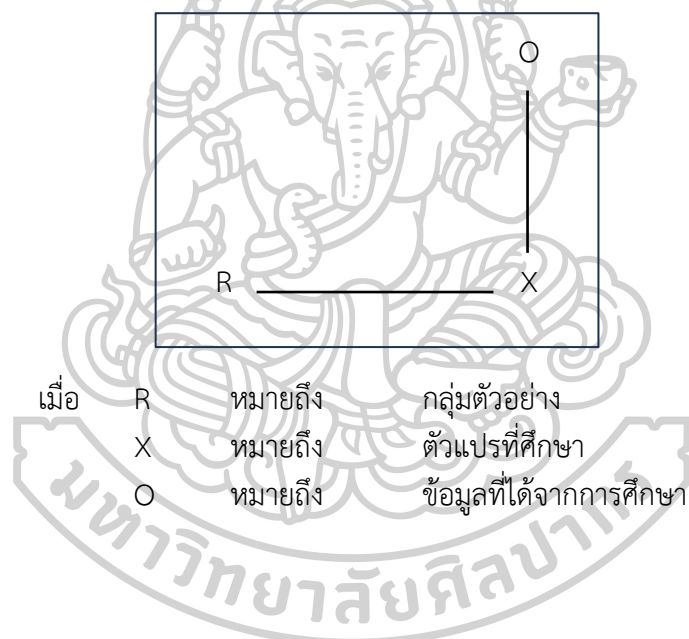 O
R X
เมื่อ R หมายถึง กลุ่มตัวอย่าง
X หมายถึง ตัวแปรที่ศึกษา
O หมายถึง ข้อมูลที่ได้จากการศึกษา
มหาวิทยาลัยศิลปากร